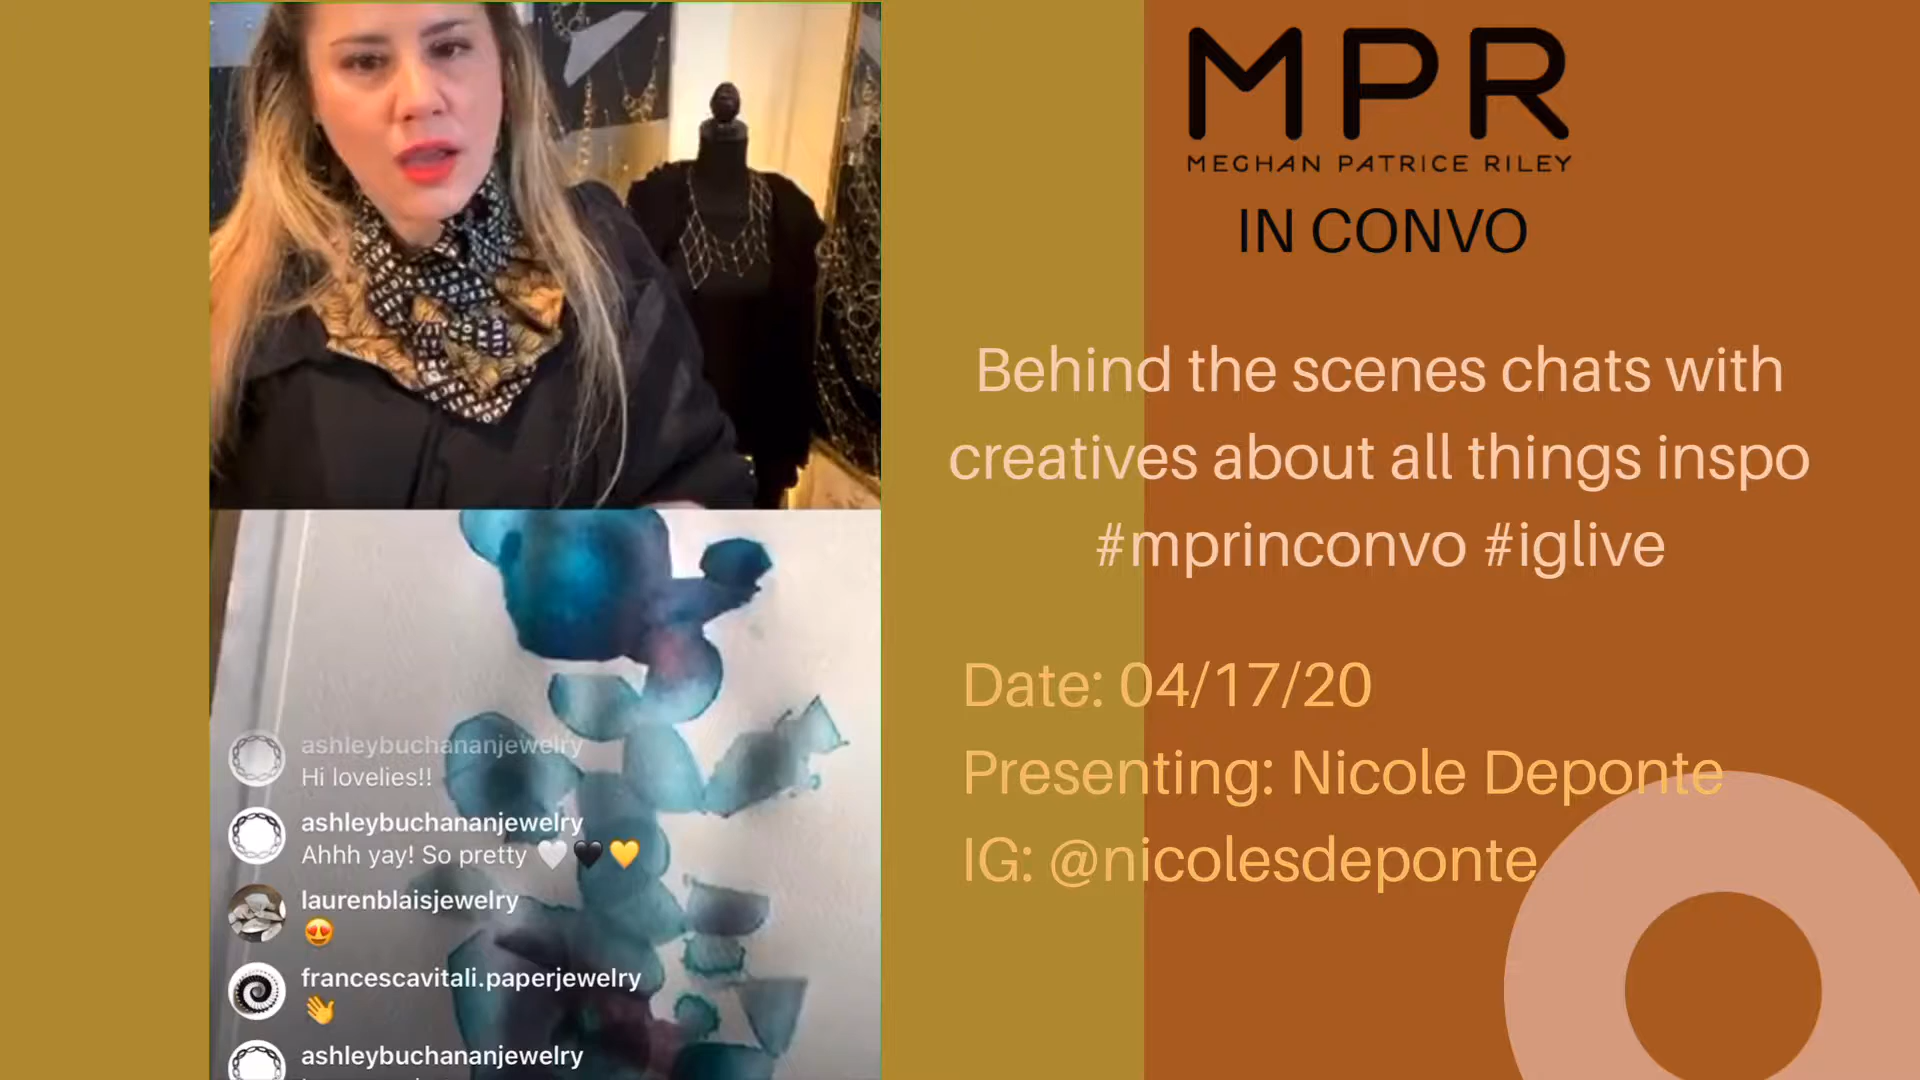 MPR
MEGHAN PATRICE RILEY
IN CONVO
Behind the scenes chats with
creatives about all things inspo
#mprinconvo #iglive
Date: 04/17/20
Presenting: Nicole Deponte
IG: @nicolesdeponte
ashleybuchananjewelry
Hi lovelies!!
ashleybuchananjewelry
Ahhh yay! So pretty 🤍🖤💛
laurenblaisjewelry
😍
francescavitali.paperjewelry
👋
ashleybuchananjewelry